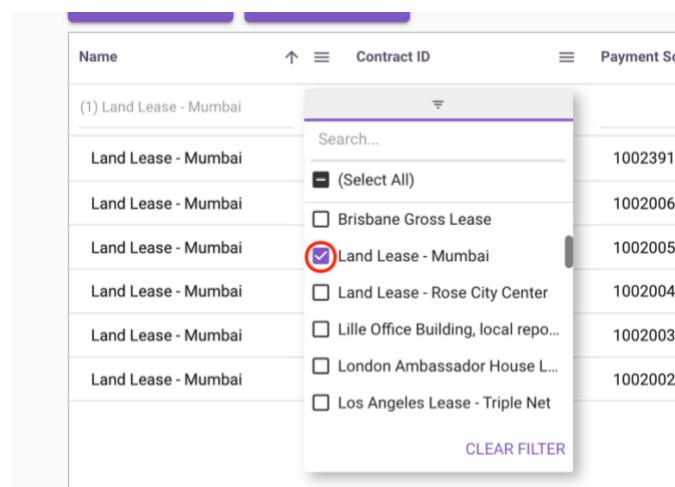 Name
Contract ID
Payment Sc
(1) Land Lease - Mumbai
Search...
(Select All)
Brisbane Gross Lease
Land Lease - Mumbai
Land Lease - Rose City Center
Lille Office Building, local repo...
London Ambassador House L...
Los Angeles Lease - Triple Net
CLEAR FILTER
Land Lease - Mumbai
1002391
Land Lease - Mumbai
1002006
Land Lease - Mumbai
1002005
Land Lease - Mumbai
1002004
Land Lease - Mumbai
1002003
Land Lease - Mumbai
1002002